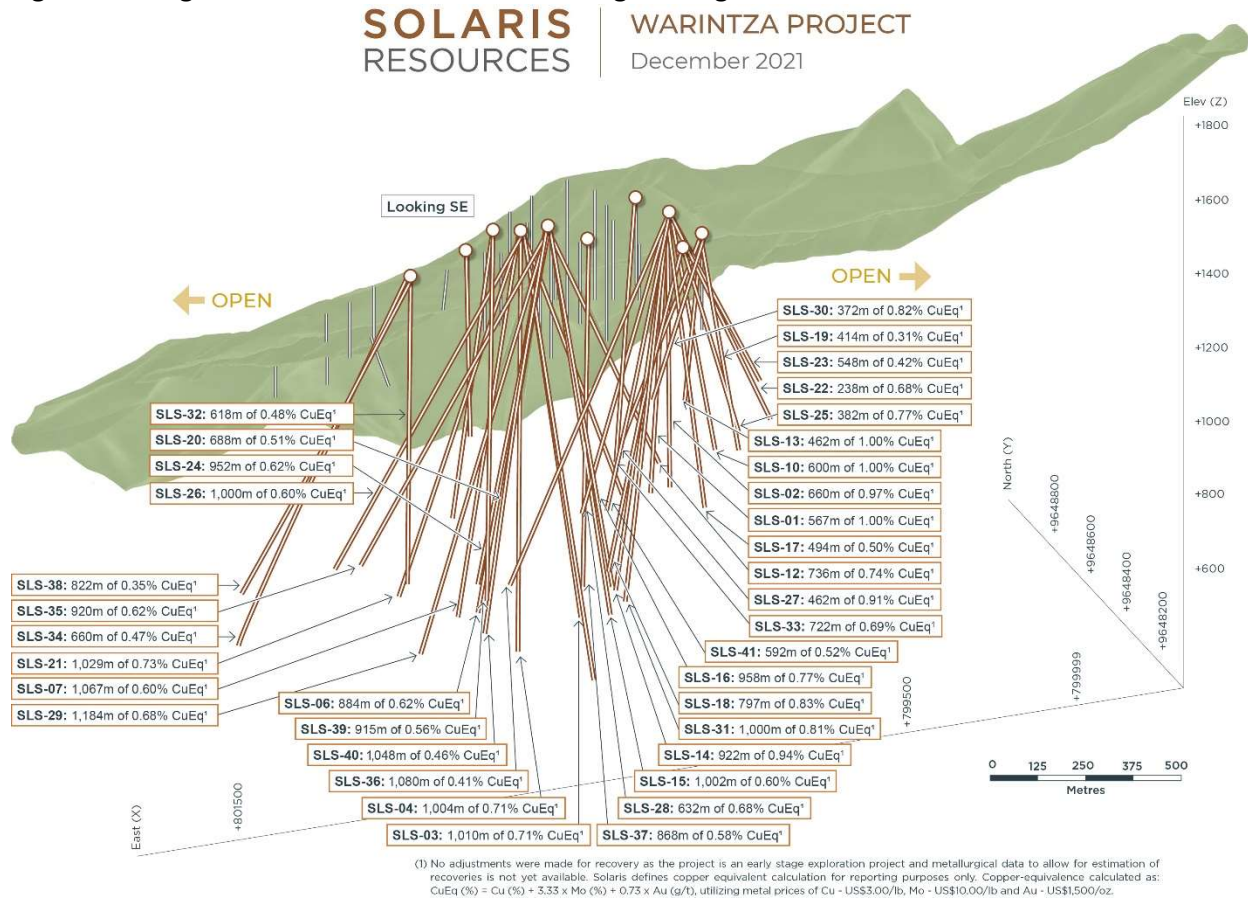 SOLARIS
RESOURCES
WARINTZA PROJECT
December 2021
Elev (Z)
+1800
+1600
+1400
+1200
+1000
+800
+600
Looking SE
OPEN
OPEN
SLS-30: 372m of 0.82% CuEq¹
SLS-19: 414m of 0.31% CuEq¹
SLS-23: 548m of 0.42% CuEq¹
SLS-22: 238m of 0.68% CuEq¹
SLS-25: 382m of 0.77% CuEq¹
SLS-13: 462m of 1.00% CuEq¹
SLS-10: 600m of 1.00% CuEq¹
SLS-02: 660m of 0.97% CuEq¹
SLS-01: 567m of 1.00% CuEq¹
SLS-17: 494m of 0.50% CuEq¹
SLS-12: 736m of 0.74% CuEq¹
SLS-27: 462m of 0.91% CuEq¹
SLS-33: 722m of 0.69% CuEq¹
SLS-41: 592m of 0.52% CuEq¹
SLS-16: 958m of 0.77% CuEq¹
SLS-18: 797m of 0.83% CuEq¹
SLS-31: 1,000m of 0.81% CuEq¹
SLS-14: 922m of 0.94% CuEq¹
SLS-15: 1,002m of 0.60% CuEq¹
SLS-28: 632m of 0.68% CuEq¹
SLS-37: 868m of 0.58% CuEq¹
SLS-32: 618m of 0.48% CuEq¹
SLS-20: 688m of 0.51% CuEq¹
SLS-24: 952m of 0.62% CuEq¹
SLS-26: 1,000m of 0.60% CuEq¹
SLS-38: 822m of 0.35% CuEq¹
SLS-35: 920m of 0.62% CuEq¹
SLS-34: 660m of 0.47% CuEq¹
SLS-21: 1,029m of 0.73% CuEq¹
SLS-07: 1,067m of 0.60% CuEq¹
SLS-29: 1,184m of 0.68% CuEq¹
SLS-06: 884m of 0.62% CuEq¹
SLS-39: 915m of 0.56% CuEq¹
SLS-40: 1,048m of 0.46% CuEq¹
SLS-36: 1,080m of 0.41% CuEq¹
SLS-04: 1,004m of 0.71% CuEq¹
SLS-03: 1,010m of 0.71% CuEq¹
North (Y)
+9648800
+9648600
+9648400
+9648200
+799999
+799500
+801500
East (X)
0 125 250 375 500
Metres
(1) No adjustments were made for recovery as the project is an early stage exploration project and metallurgical data to allow for estimation of
recoveries is not yet available. Solaris defines copper equivalent calculation for reporting purposes only. Copper-equivalence calculated as:
CuEq (%) = Cu (%) + 3.33 x Mo (%) + 0.73 x Au (g/t), utilizing metal prices of Cu - US$3.00/lb, Mo - US$10.00/lb and Au - US$1,500/oz.